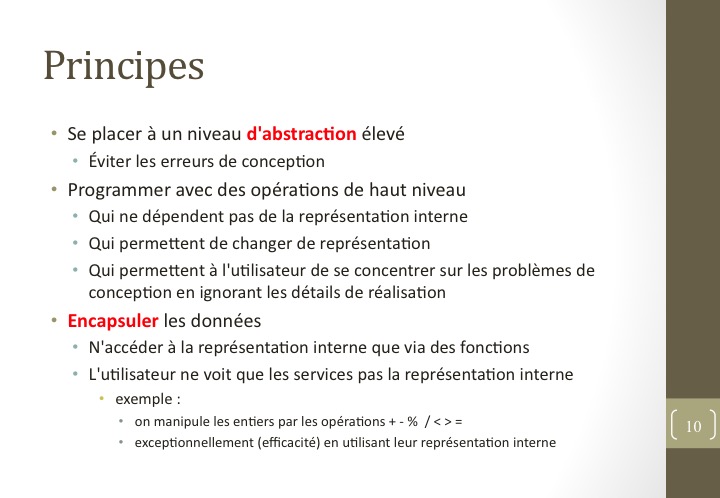 Principes
• Se placer à un niveau d'abstraction élevé
• Éviter les erreurs de conception
• Programmer avec des opérations de haut niveau
• Qui ne dépendent pas de la représentation interne
• Qui permettent de changer de représentation
• Qui permettent à l'utilisateur de se concentrer sur les problèmes de
conception en ignorant les détails de réalisation
• Encapsuler les données
• N'accéder à la représentation interne que via des fonctions
• L'utilisateur ne voit que les services pas la représentation interne
• exemple :
• on manipule les entiers par les opérations + - % / < > =
• exceptionnellement (efficacité) en utilisant leur représentation interne
10